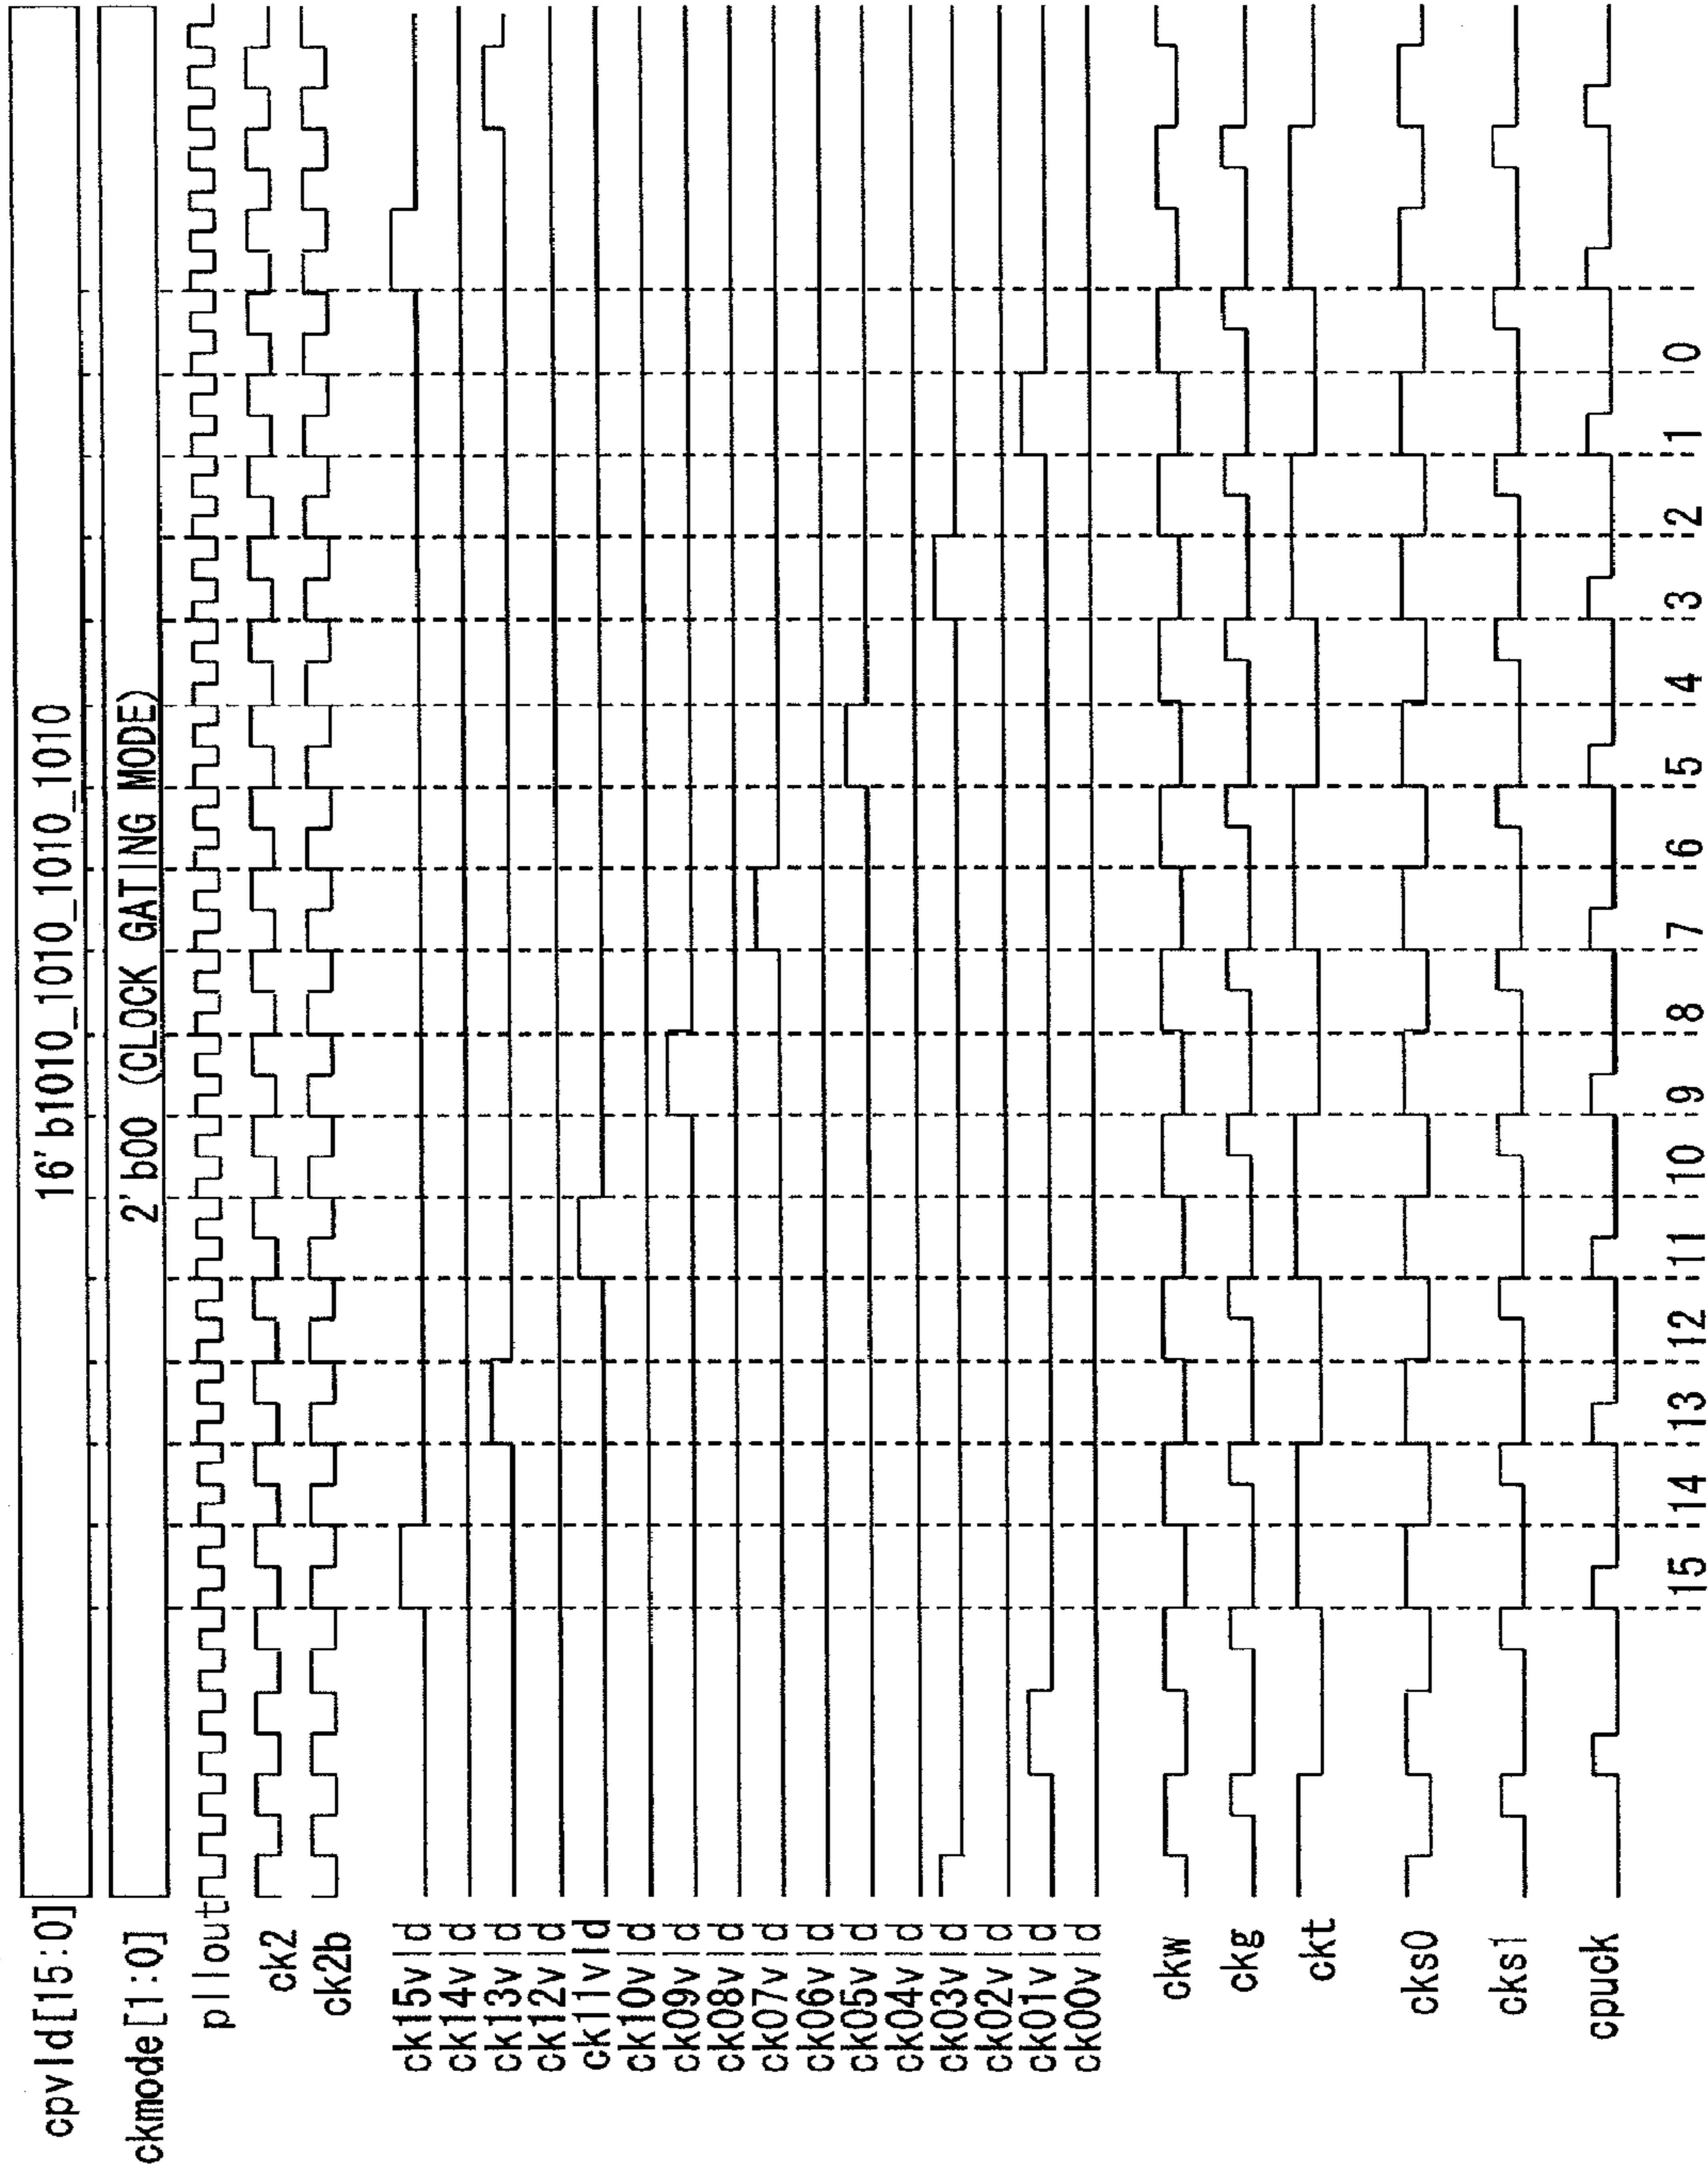 cpvld[15:0]
16'b1010_1010_1010_1010
ckmode[1:0]
2'b00 (CLOCK GATING MODE)
pllout
ck2
ck2b
ck15vld
ck14vld
ck13vld
ck12vld
ck11vld
ck10vld
ck09vld
ck08vld
ck07vld
ck06vld
ck05vld
ck04vld
ck03vld
ck02vld
ck01vld
ck00vld
ckw
ckg
ckt
cks0
cks1
cpuck
15 14 13 12 11 10 9 8 7 6 5 4 3 2 1 0